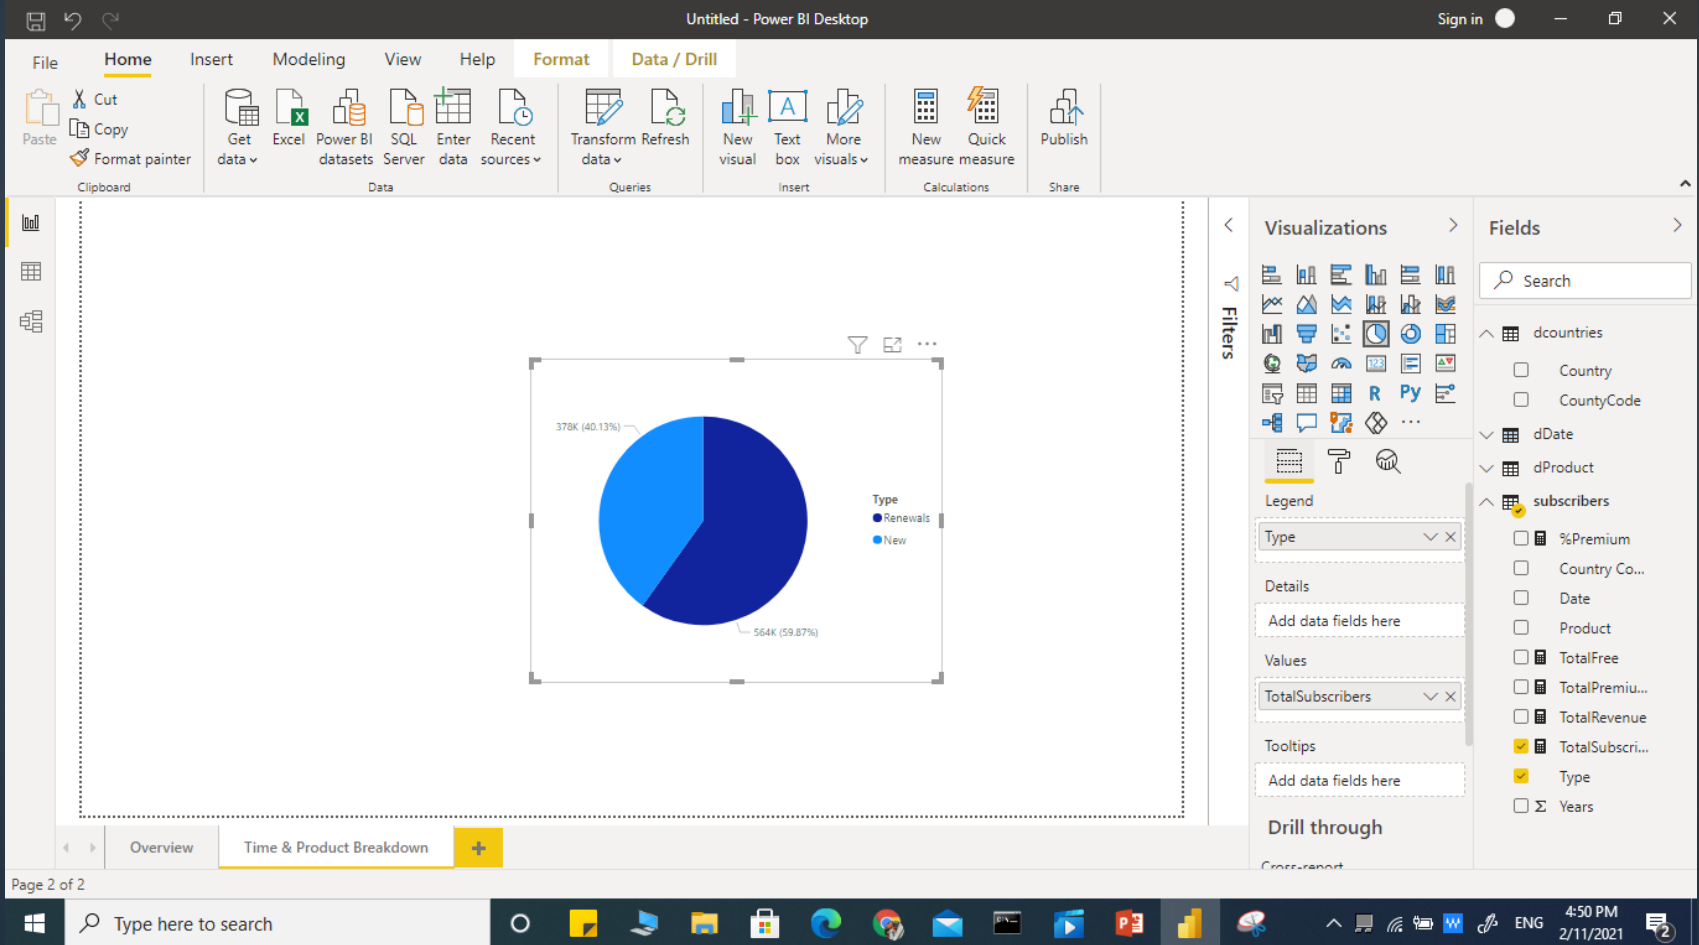 Untitled - Power BI Desktop
Sign in
File
Home
Insert
Modeling
View
Help
Format
Data / Drill
Paste
Cut
Copy
Format painter
Clipboard
Get data
Excel
Power BI datasets
SQL Server
Enter data
Recent sources
Data
Transform data
Refresh
Queries
New visual
A
Text box
More visuals
Insert
New measure
Quick measure
Calculations
Publish
Share
378K (40.13%)
564K (59.87%)
Type
Renewals
New
Filters
Visualizations
123
R
Py
Legend
Type
Details
Add data fields here
Values
TotalSubscribers
Tooltips
Add data fields here
Drill through
Cross-report
Fields
Search
dcountries
Country
CountyCode
dDate
dProduct
subscribers
%Premium
Country Co...
Date
Product
TotalFree
TotalPremiu...
TotalRevenue
TotalSubscri...
Type
Σ Years
Overview
Time & Product Breakdown
+
Page 2 of 2
Type here to search
ENG
4:50 PM
2/11/2021
2